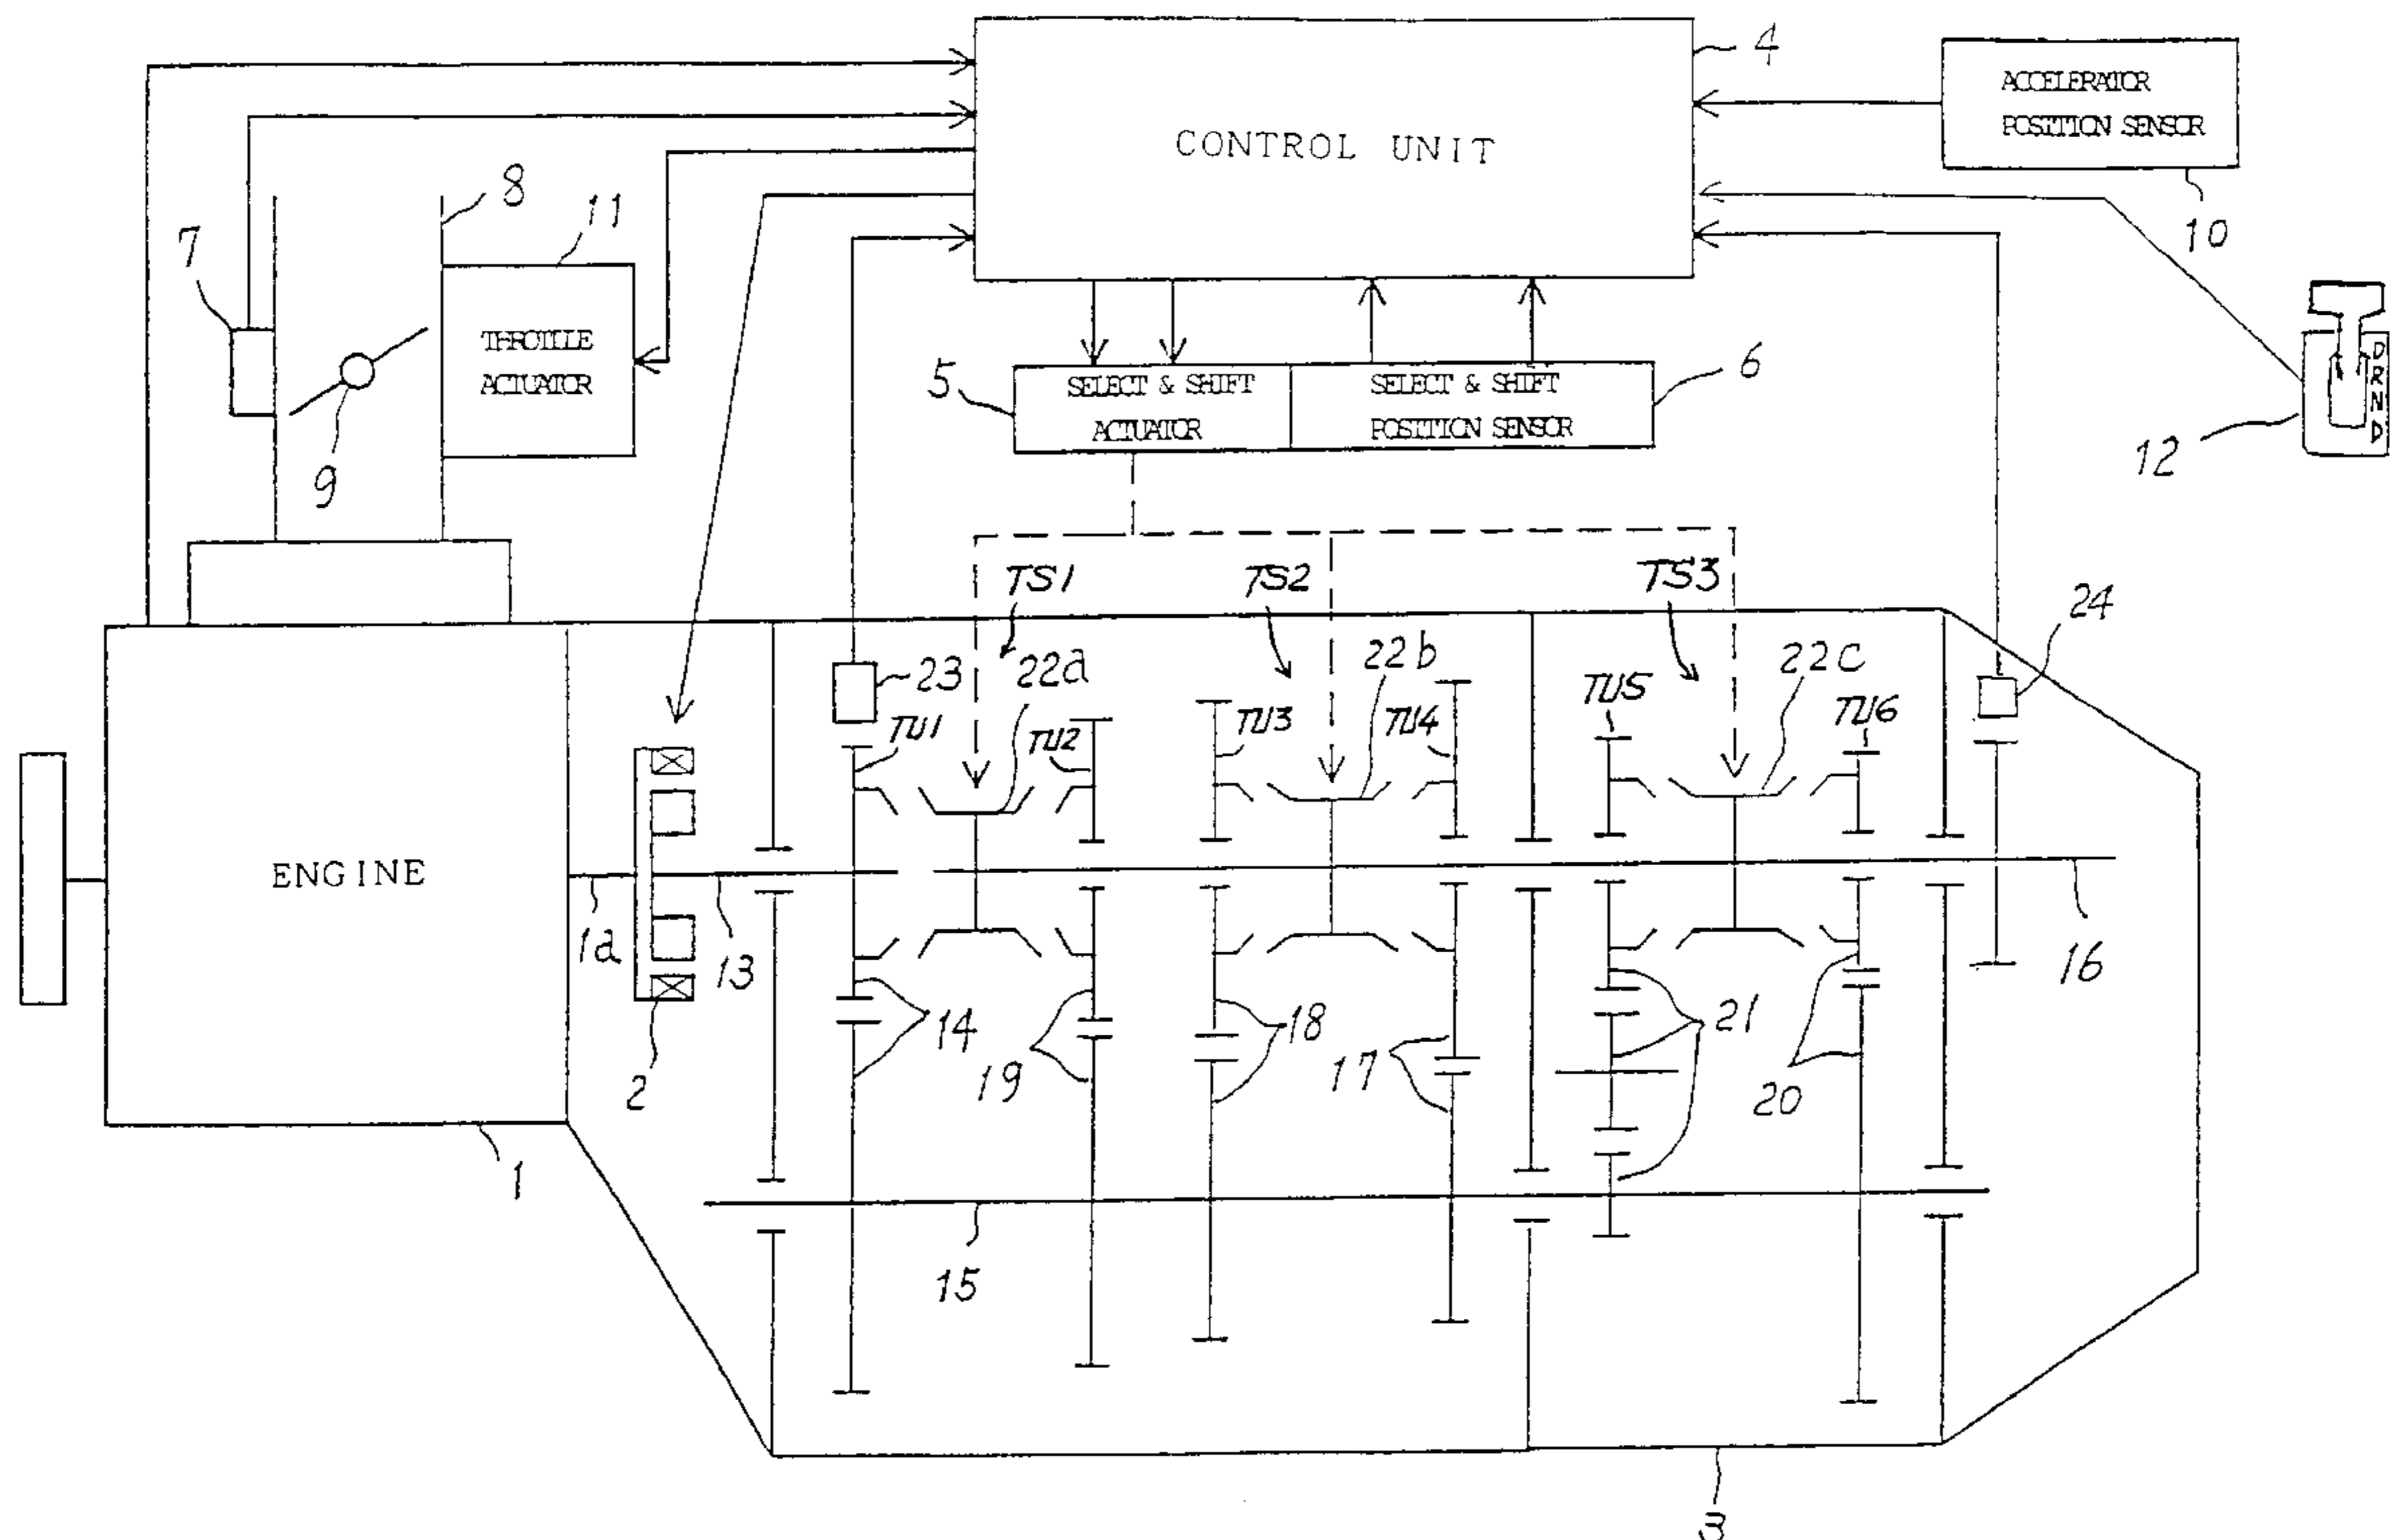 4
ACCELERATOR
POSITION SENSOR
CONTROL UNIT
8
11
7
10
THROTTLE
ACTUATOR
9
5
SELECT & SHIFT
ACTUATOR
SELECT & SHIFT
POSITION SENSOR
6
D
R
N
D
12
TS1
TS2
TS3
24
23
22a
22b
22c
TU1
TU2
TU3
TU4
TU5
TU6
ENGINE
1a
13
16
2
14
19
18
17
21
20
1
15
3